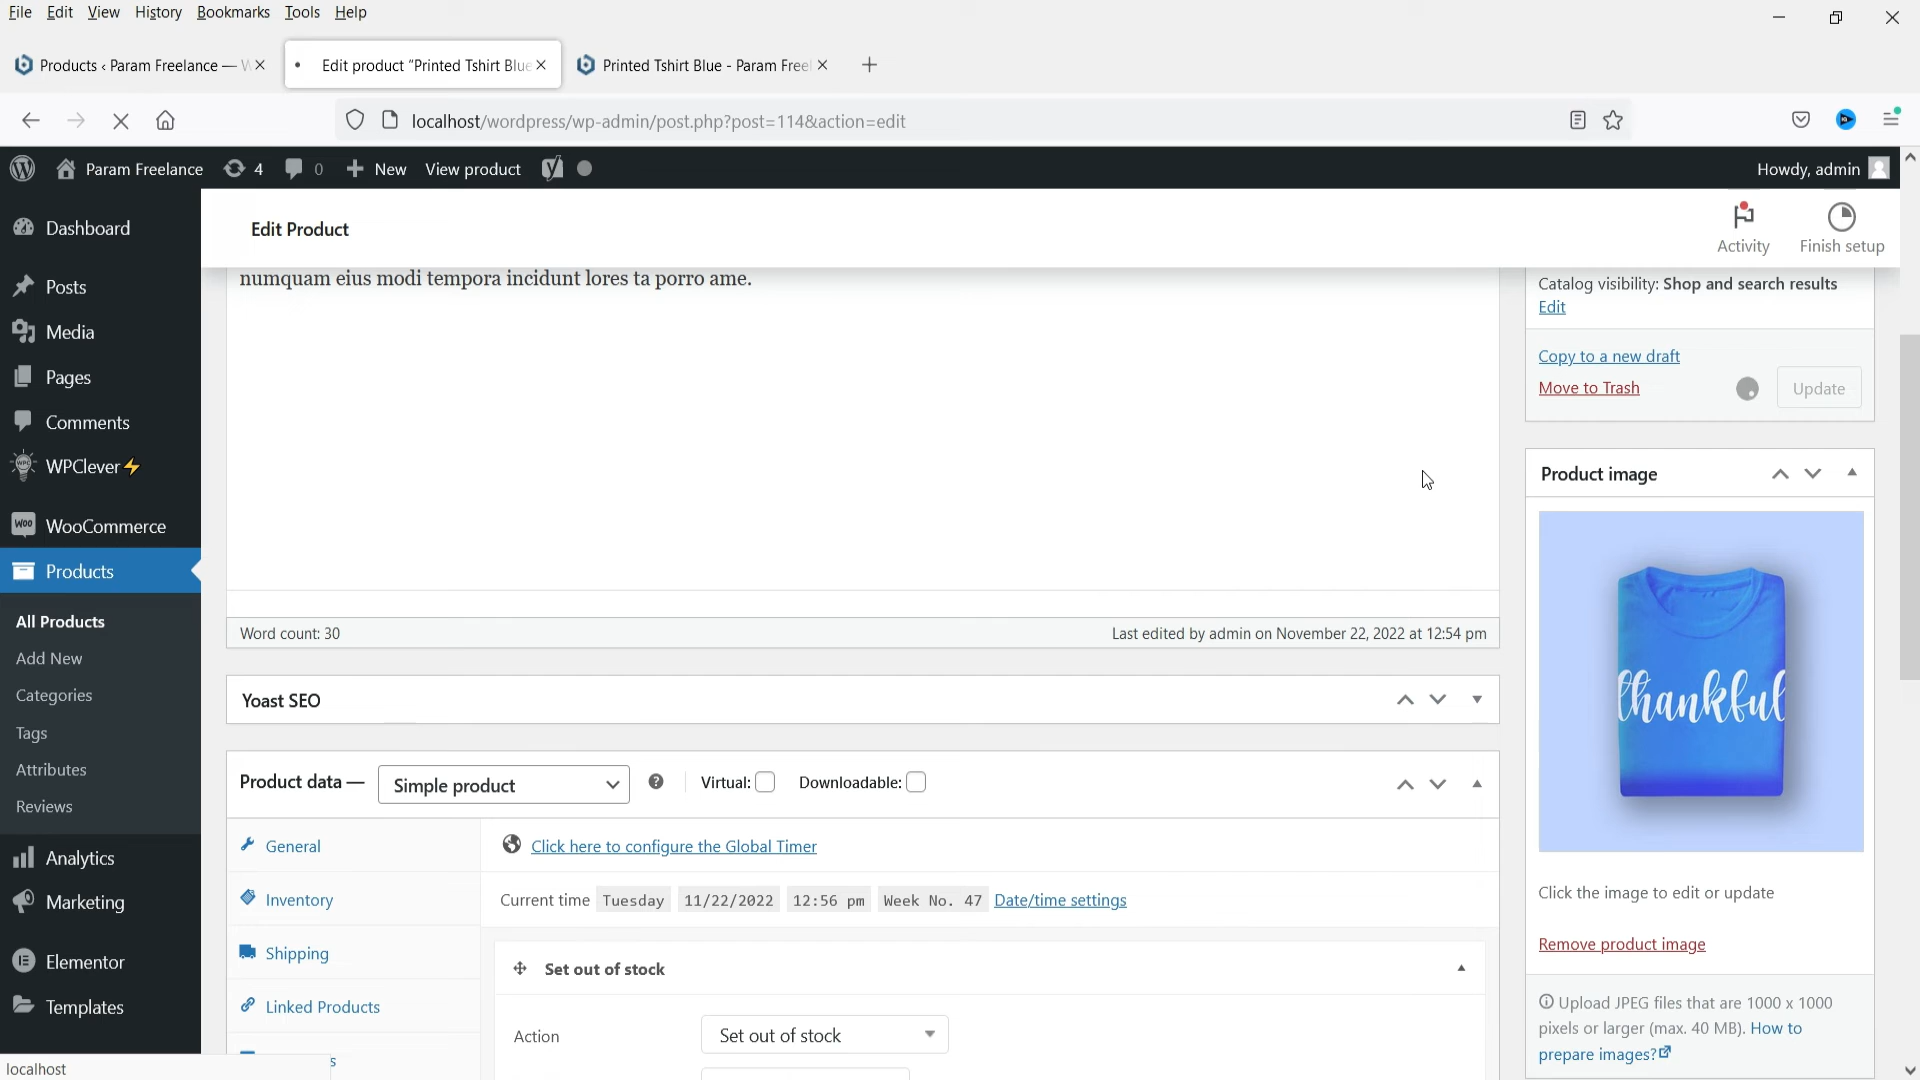 File Edit View History Bookmarks Tools Help
Products ‹ Param Freelance — W
Edit product "Printed Tshirt Blue
Printed Tshirt Blue - Param Freel
localhost/wordpress/wp-admin/post.php?post=114&action=edit
Param Freelance 4 0 New View product Howdy, admin
Dashboard
Posts
Media
Pages
Comments
WPClever⚡
WooCommerce
Products
All Products
Add New
Categories
Tags
Attributes
Reviews
Analytics
Marketing
Elementor
Templates
localhost
Edit Product
Activity
Finish setup
numquam eius modi tempora incidunt lores ta porro ame.
Word count: 30
Last edited by admin on November 22, 2022 at 12:54 pm
Yoast SEO
Product data — Simple product Virtual: Downloadable:
General
Inventory
Shipping
Linked Products
Click here to configure the Global Timer
Current time Tuesday 11/22/2022 12:56 pm Week No. 47 Date/time settings
Set out of stock
Action Set out of stock
Catalog visibility: Shop and search results
Edit
Copy to a new draft
Move to Trash
Update
Product image
thankful
Click the image to edit or update
Remove product image
Upload JPEG files that are 1000 x 1000
pixels or larger (max. 40 MB). How to
prepare images?